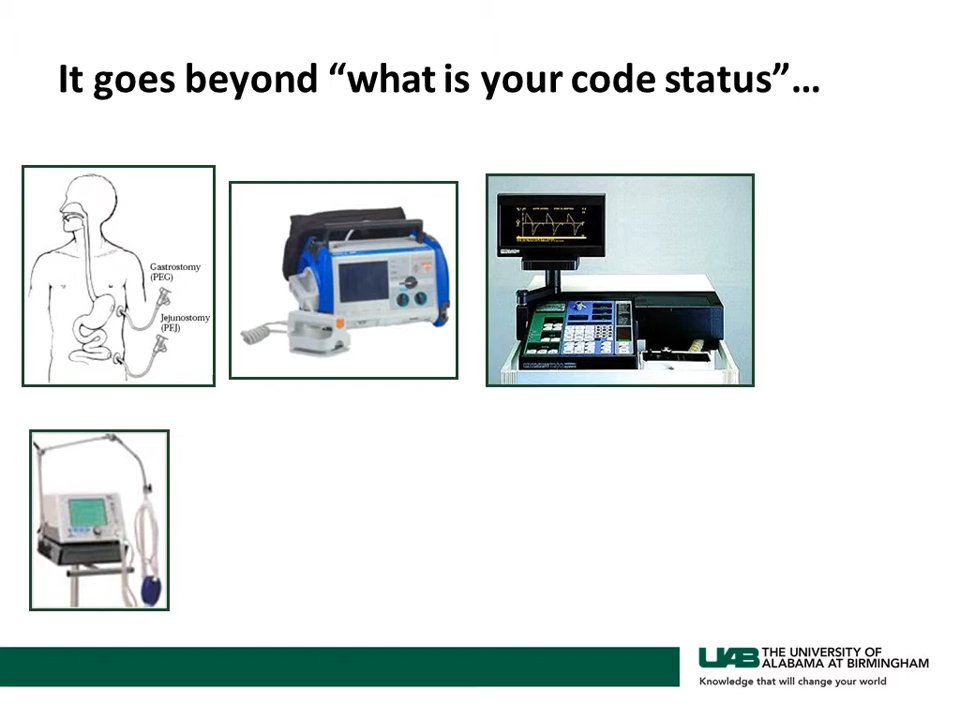 It goes beyond “what is your code status”…
Gastrostomy
(PEG)
Jejunostomy
(PEJ)
UAB THE UNIVERSITY OF
ALABAMA AT BIRMINGHAM
Knowledge that will change your world